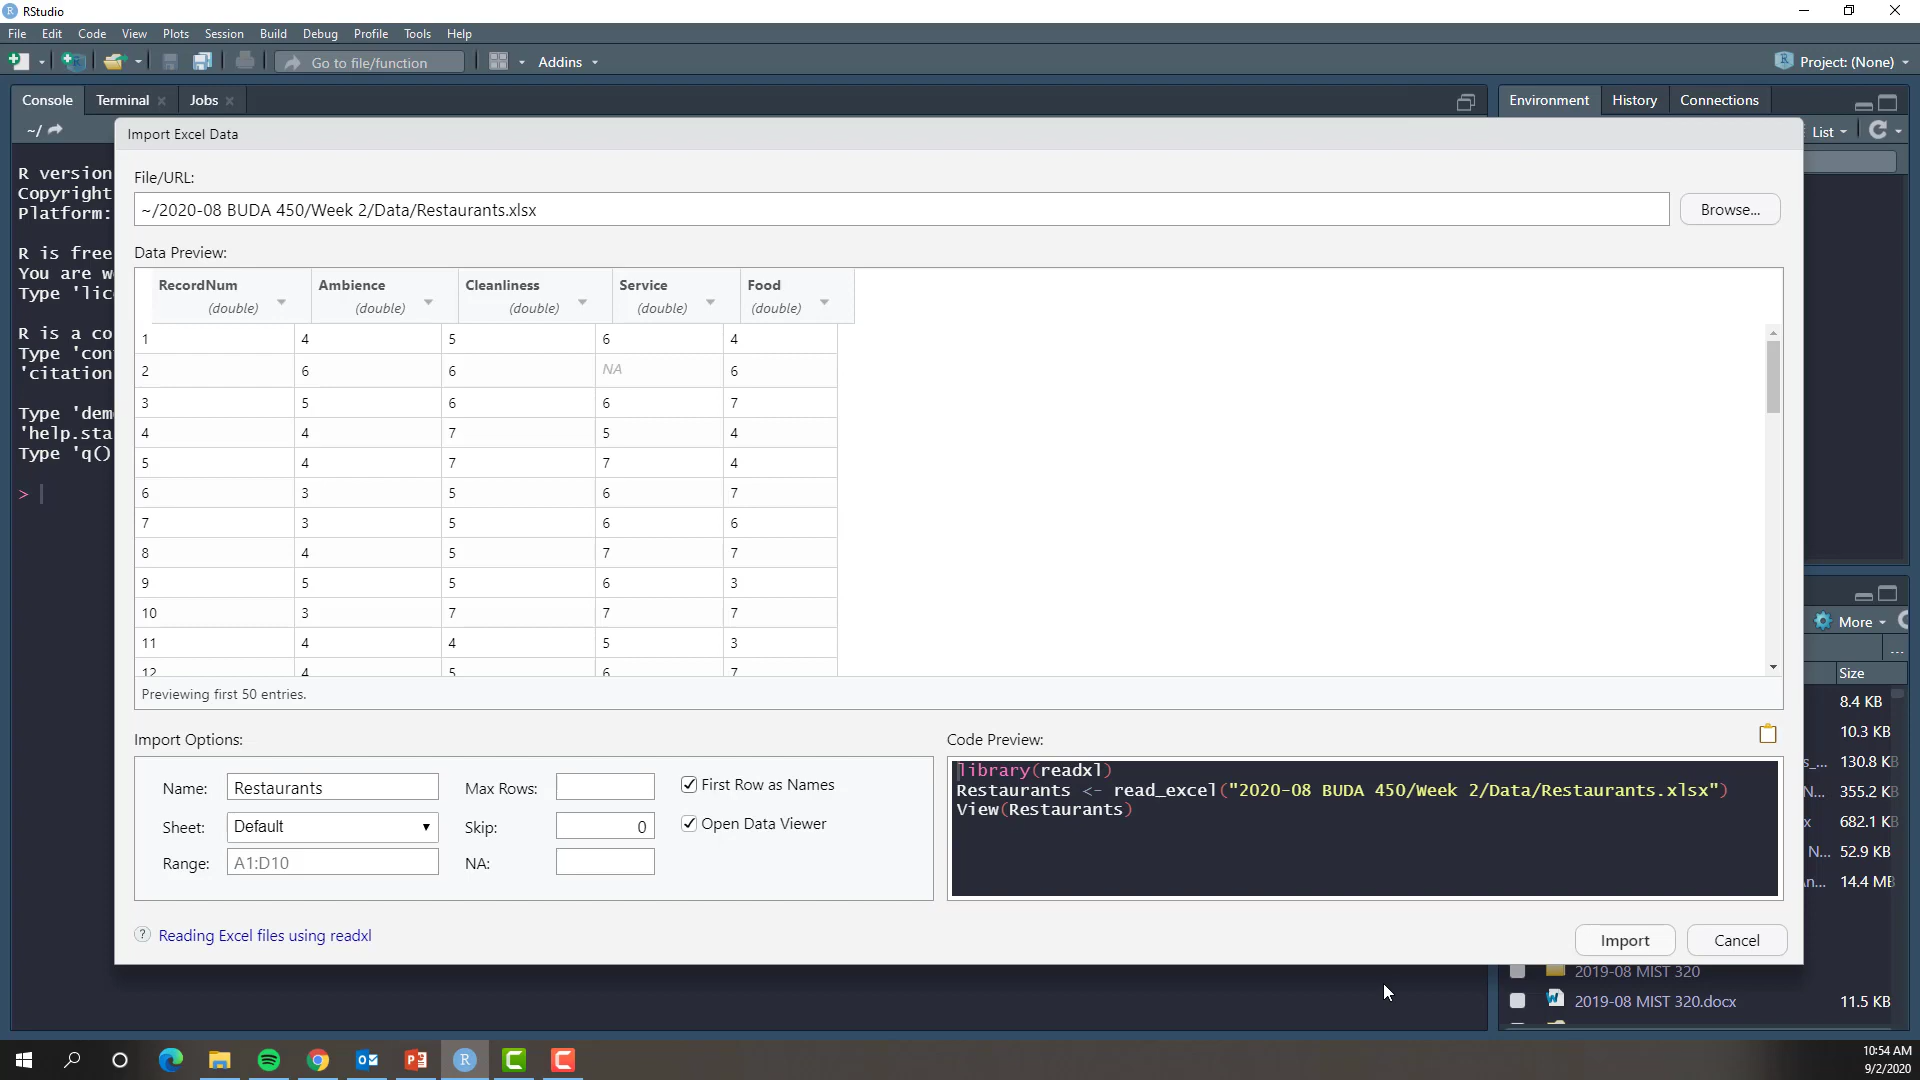 RStudio
File Edit Code View Plots Session Build Debug Profile Tools Help
Go to file/function Addins Project: (None)
Console Terminal Jobs Environment History Connections
~/ List
Import Excel Data
R version
Copyright
Platform:
R is free
You are w
Type 'lic
R is a co
Type 'con
'citation
Type 'dem
'help.sta
Type 'q()
>
File/URL:
~/2020-08 BUDA 450/Week 2/Data/Restaurants.xlsx Browse...
Data Preview:
RecordNum Ambience Cleanliness Service Food
(double) (double) (double) (double) (double)
1 4 5 6 4
2 6 6 NA 6
3 5 6 6 7
4 4 7 5 4
5 4 7 7 4
6 3 5 6 7
7 3 5 6 6
8 4 5 7 7
9 5 5 6 3
10 3 7 7 7
11 4 4 5 3
12 4 5 6 7
Previewing first 50 entries.
Import Options:
Name: Restaurants Max Rows: First Row as Names
Sheet: Default Skip: 0 Open Data Viewer
Range: A1:D10 NA:
Code Preview:
library(readxl)
Restaurants <- read_excel("2020-08 BUDA 450/Week 2/Data/Restaurants.xlsx")
View(Restaurants)
? Reading Excel files using readxl
Import Cancel
More
...
Size
8.4 KB
10.3 KB
s_... 130.8 KB
N... 355.2 KB
x 682.1 KB
N... 52.9 KB
An... 14.4 MB
2019-08 MIST 320
2019-08 MIST 320.docx 11.5 KB
10:54 AM
9/2/2020